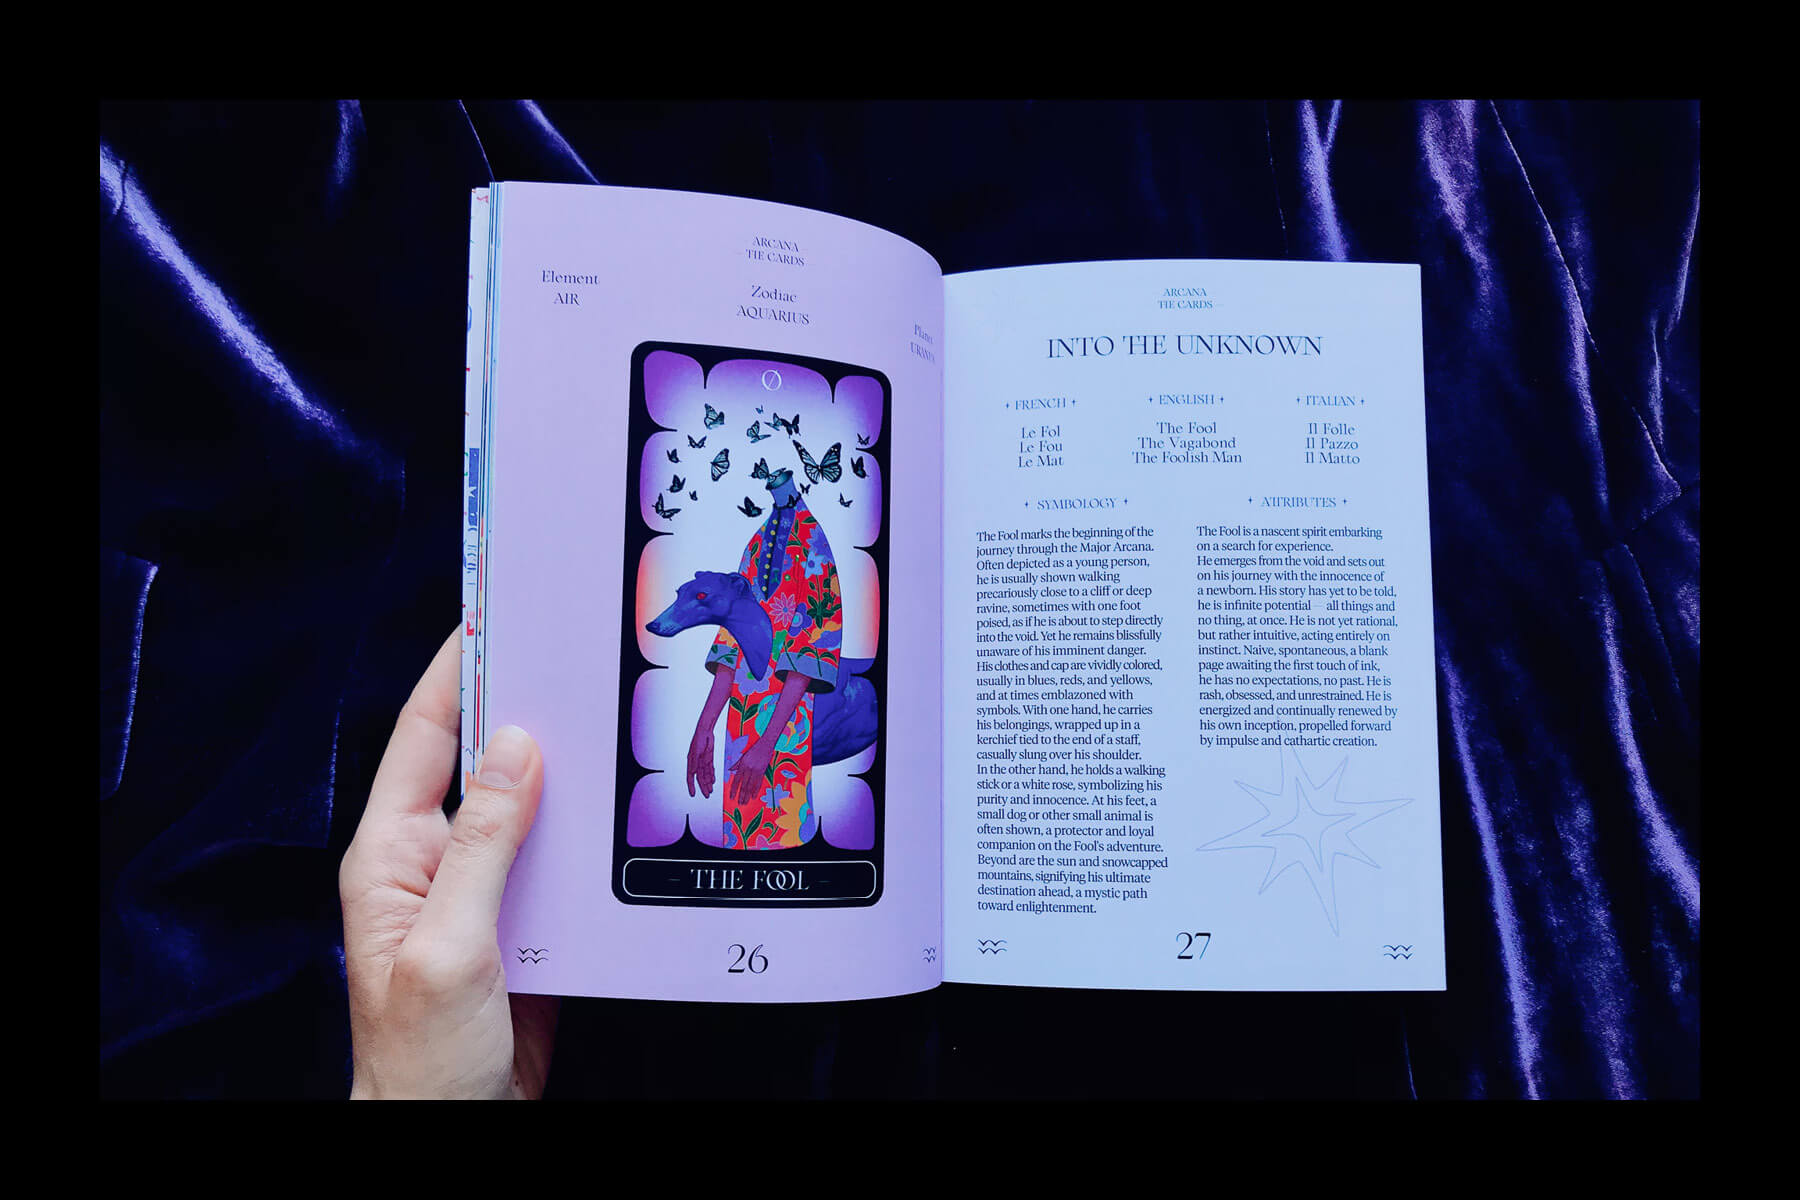 ARCANA
THE CARDS
Element
AIR
Zodiac
AQUARIUS
Planet
URANUS
0
THE FOOL
26
ARCANA
THE CARDS
INTO THE UNKNOWN
FRENCH
Le Fol
Le Fou
Le Mat
ENGLISH
The Fool
The Vagabond
The Foolish Man
ITALIAN
Il Folle
Il Pazzo
Il Matto
SYMBOLOGY
The Fool marks the beginning of the
journey through the Major Arcana.
Often depicted as a young person,
he is usually shown walking
precariously close to a cliff or deep
ravine, sometimes with one foot
poised, as if he is about to step directly
into the void. Yet he remains blissfully
unaware of his imminent danger.
His clothes and cap are vividly colored,
usually in blues, reds, and yellows,
and at times emblazoned with
symbols. With one hand, he carries
his belongings, wrapped up in a
kerchief tied to the end of a staff,
casually slung over his shoulder.
In the other hand, he holds a walking
stick or a white rose, symbolizing his
purity and innocence. At his feet, a
small dog or other small animal is
often shown, a protector and loyal
companion on the Fool's adventure.
Beyond are the sun and snowcapped
mountains, signifying his ultimate
destination ahead, a mystic path
toward enlightenment.
ATTRIBUTES
The Fool is a nascent spirit embarking
on a search for experience.
He emerges from the void and sets out
on his journey with the innocence of
a newborn. His story has yet to be told,
he is infinite potential — all things and
no thing, at once. He is not yet rational,
but rather intuitive, acting entirely on
instinct. Naive, spontaneous, a blank
page awaiting the first touch of ink,
he has no expectations, no past. He is
rash, obsessed, and unrestrained. He is
energized and continually renewed by
his own inception, propelled forward
by impulse and cathartic creation.
27